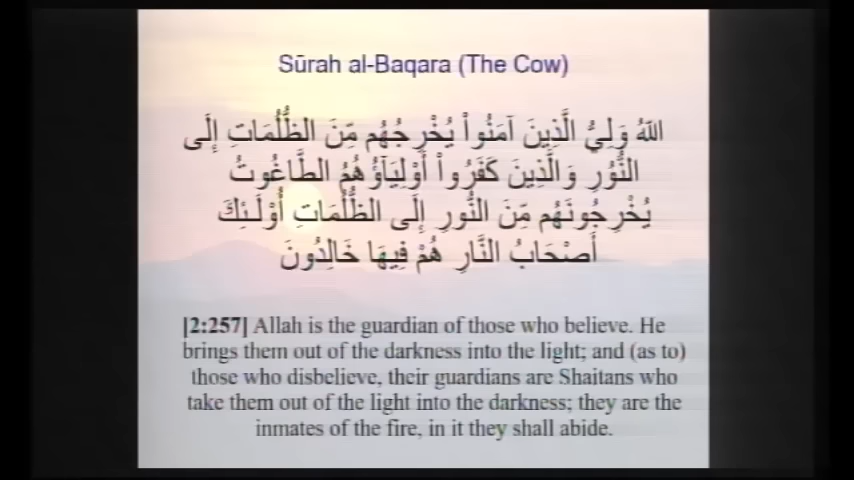 Sūrah al-Baqara (The Cow)
اللهُ وَلِيُّ الَّذِينَ آمَنُواْ يُخْرِجُهُم مِّنَ الظُّلُمَاتِ إِلَى
النُّوُرِ وَالَّذِينَ كَفَرُواْ أَوْلِيَآؤُهُمُ الطَّاغُوتُ
يُخْرِجُونَهُم مِّنَ النُّورِ إِلَى الظُّلُمَاتِ أُوْلَـئِكَ
أَصْحَابُ النَّارِ هُمْ فِيهَا خَالِدُونَ
[2:257] Allah is the guardian of those who believe. He
brings them out of the darkness into the light; and (as to)
those who disbelieve, their guardians are Shaitans who
take them out of the light into the darkness; they are the
inmates of the fire, in it they shall abide.